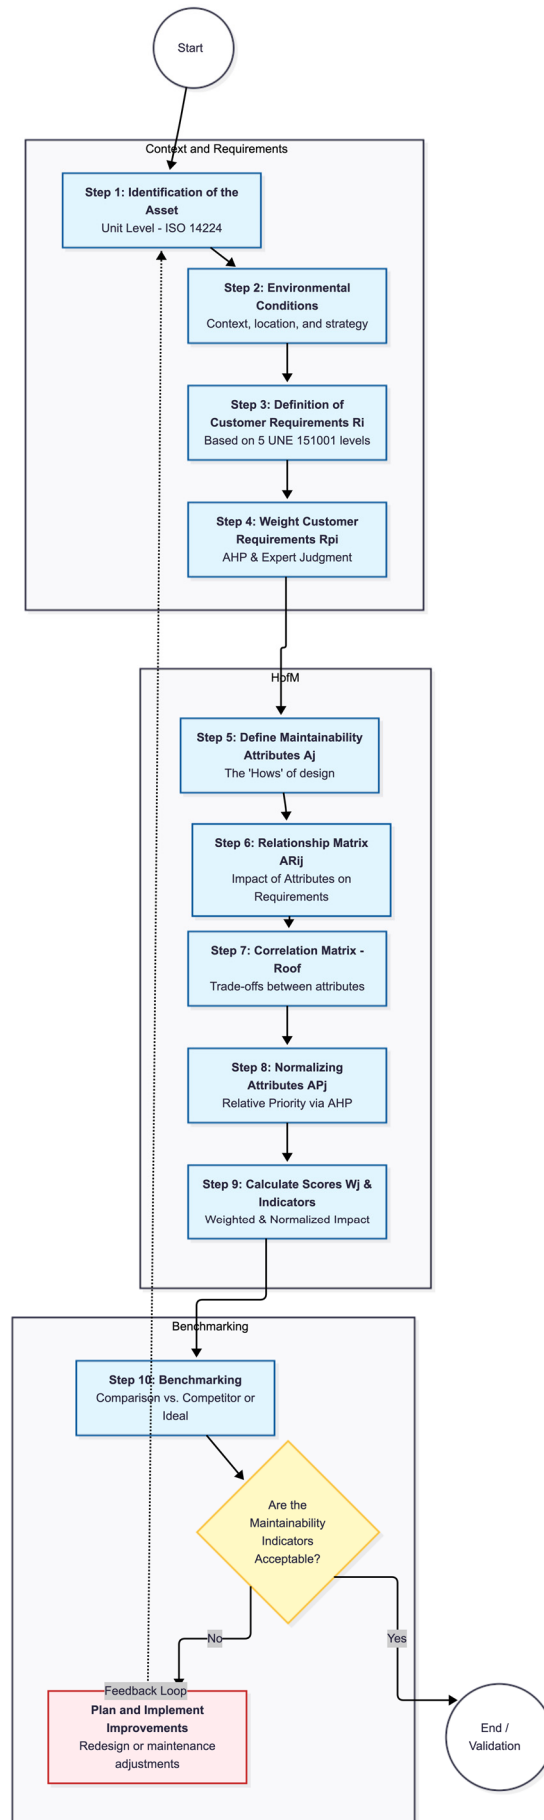 Start
Context and Requirements
Step 1: Identification of the
Asset
Unit Level - ISO 14224
Step 2: Environmental
Conditions
Context, location, and strategy
Step 3: Definition of
Customer Requirements Ri
Based on 5 UNE 151001 levels
Step 4: Weight Customer
Requirements Rpi
AHP & Expert Judgment
HofM
Step 5: Define Maintainability
Attributes Aj
The 'Hows' of design
Step 6: Relationship Matrix
ARij
Impact of Attributes on
Requirements
Step 7: Correlation Matrix -
Roof
Trade-offs between attributes
Step 8: Normalizing
Attributes APj
Relative Priority via AHP
Step 9: Calculate Scores Wj &
Indicators
Weighted & Normalized Impact
Benchmarking
Step 10: Benchmarking
Comparison vs. Competitor or
Ideal
Are the
Maintainability
Indicators
Acceptable?
No
Yes
Feedback Loop
Plan and Implement
Improvements
Redesign or maintenance
adjustments
End /
Validation